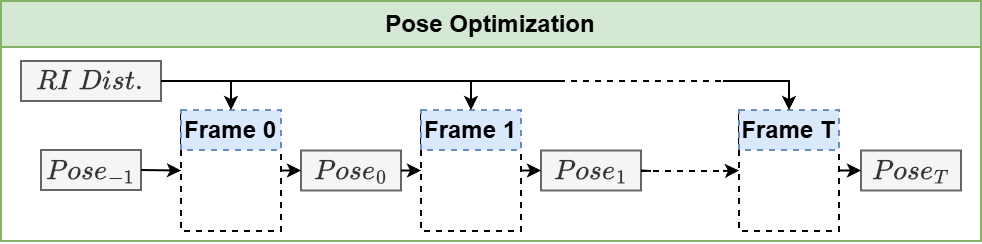 Pose Optimization
RI Dist.
Frame 0
Frame 1
Frame T
Pose₋₁
Pose₀
Pose₁
Pose_T